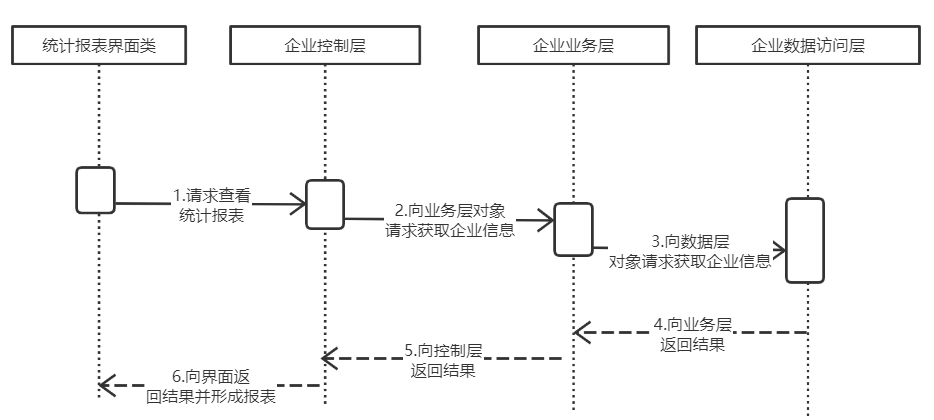 统计报表界面类
企业控制层
企业业务层
企业数据访问层
1.请求查看
统计报表
2.向业务层对象
请求获取企业信息
3.向数据层
对象请求获取企业信息
4.向业务层
返回结果
5.向控制层
返回结果
6.向界面返
回结果并形成报表